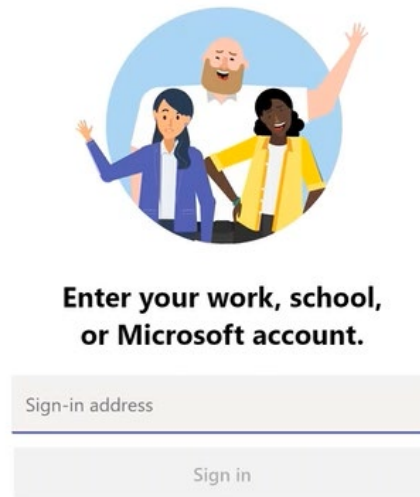 Enter your work, school,
or Microsoft account.
Sign-in address
Sign in